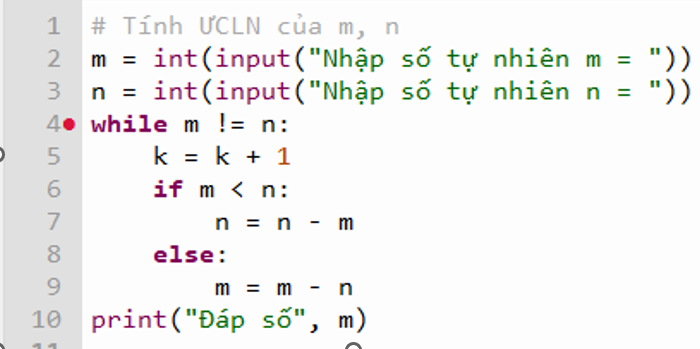 1 # Tính ƯCLN của m, n
2 m = int(input("Nhập số tự nhiên m = "))
3 n = int(input("Nhập số tự nhiên n = "))
4 while m != n:
5     k = k + 1
6     if m < n:
7         n = n - m
8     else:
9         m = m - n
10 print("Đáp số", m)
11